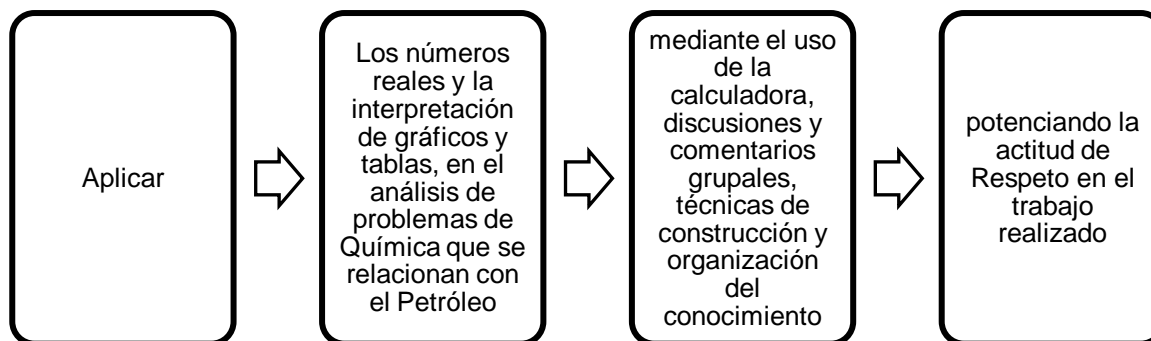 Aplicar
Los números
reales y la
interpretación
de gráficos y
tablas, en el
análisis de
problemas de
Química que se
relacionan con
el Petróleo
mediante el uso
de la
calculadora,
discusiones y
comentarios
grupales,
técnicas de
construcción y
organización
del
conocimiento
potenciando la
actitud de
Respeto en el
trabajo
realizado